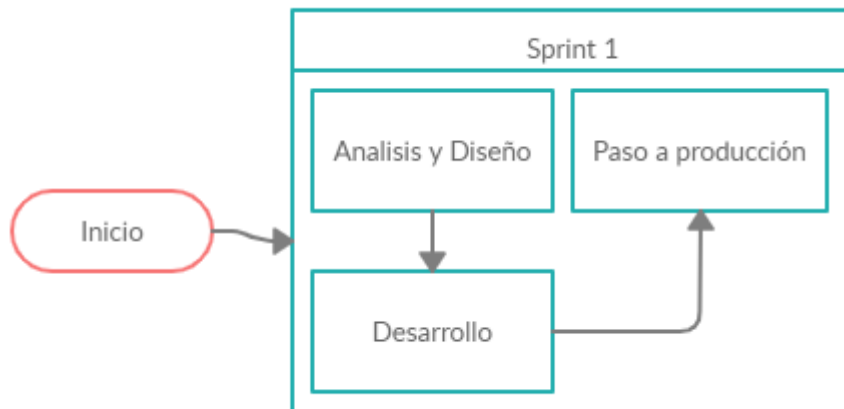 Sprint 1
Analisis y Diseño
Paso a producción
Inicio
Desarrollo